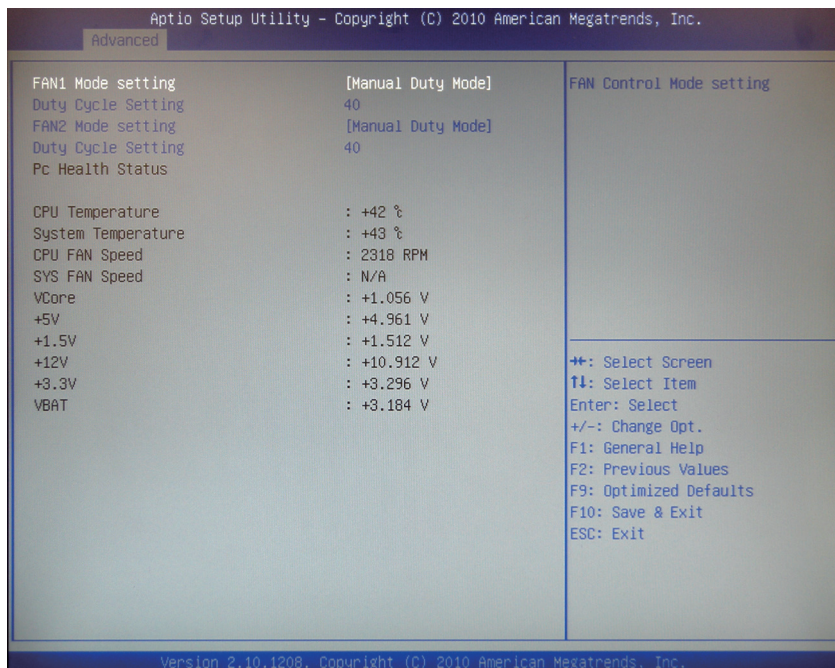 Aptio Setup Utility – Copyright (C) 2010 American Megatrends, Inc.
Advanced
FAN1 Mode setting [Manual Duty Mode]
Duty Cycle Setting 40
FAN2 Mode setting [Manual Duty Mode]
Duty Cycle Setting 40
Pc Health Status
CPU Temperature : +42 ℃
System Temperature : +43 ℃
CPU FAN Speed : 2318 RPM
SYS FAN Speed : N/A
VCore : +1.056 V
+5V : +4.961 V
+1.5V : +1.512 V
+12V : +10.912 V
+3.3V : +3.296 V
VBAT : +3.184 V
FAN Control Mode setting
→←: Select Screen
↑↓: Select Item
Enter: Select
+/-: Change Opt.
F1: General Help
F2: Previous Values
F9: Optimized Defaults
F10: Save & Exit
ESC: Exit
Version 2.10.1208. Copyright (C) 2010 American Megatrends, Inc.